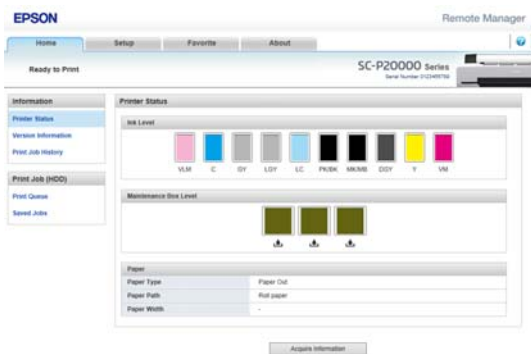 EPSON
Remote Manager
Home Setup Favorite About
Ready to Print
SC-P20000 Series
Serial Number 0123456789
Information
Printer Status
Version Information
Print Job History
Print Job (HDD)
Print Queue
Saved Jobs
Printer Status
Ink Level
VLM C GY LGY LC PK/BK MK/MB DGY Y VM
Maintenance Box Level
Paper
Paper Type Paper Out
Paper Path Roll paper
Paper Width -
Acquire Information